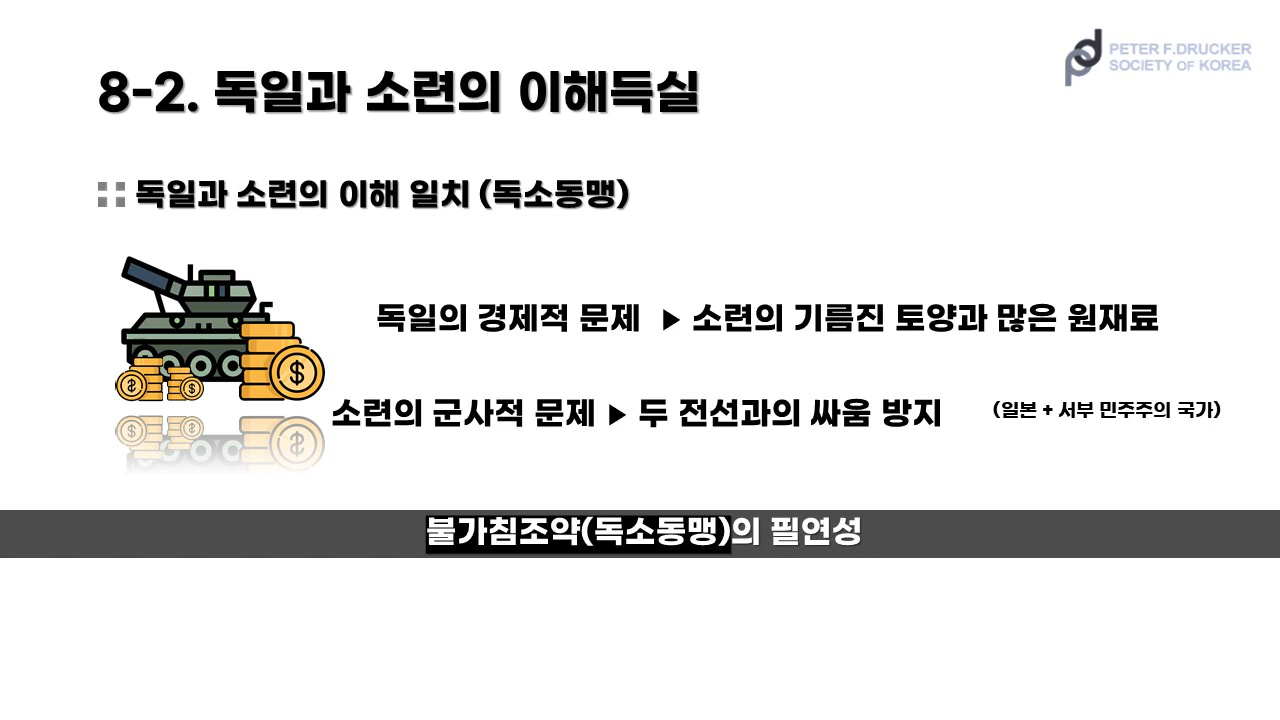 PETER F.DRUCKER
SOCIETY OF KOREA
8-2. 독일과 소련의 이해득실
독일과 소련의 이해 일치 (독소동맹)
독일의 경제적 문제 ▶ 소련의 기름진 토양과 많은 원재료
소련의 군사적 문제 ▶ 두 전선과의 싸움 방지 (일본 + 서부 민주주의 국가)
불가침조약(독소동맹)의 필연성